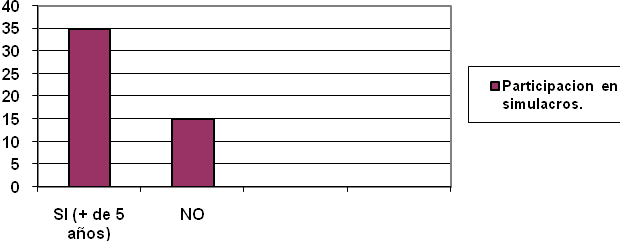 40
35
30
25
20
15
10
5
0
SI (+ de 5
años)
NO
Participacion en
simulacros.